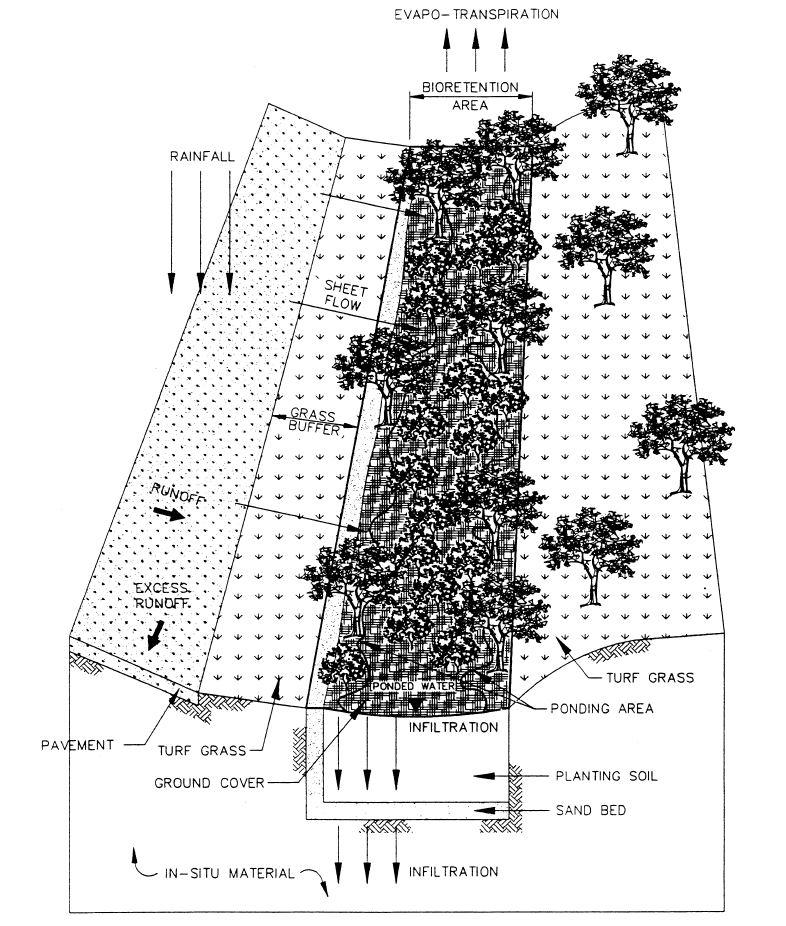 EVAPO-TRANSPIRATION
BIORETENTION
AREA
RAINFALL
SHEET
FLOW
GRASS
BUFFER
RUNOFF
EXCESS
RUNOFF
PONDED WATER
TURF GRASS
PONDING AREA
INFILTRATION
PAVEMENT
TURF GRASS
GROUND COVER
PLANTING SOIL
SAND BED
IN-SITU MATERIAL
INFILTRATION